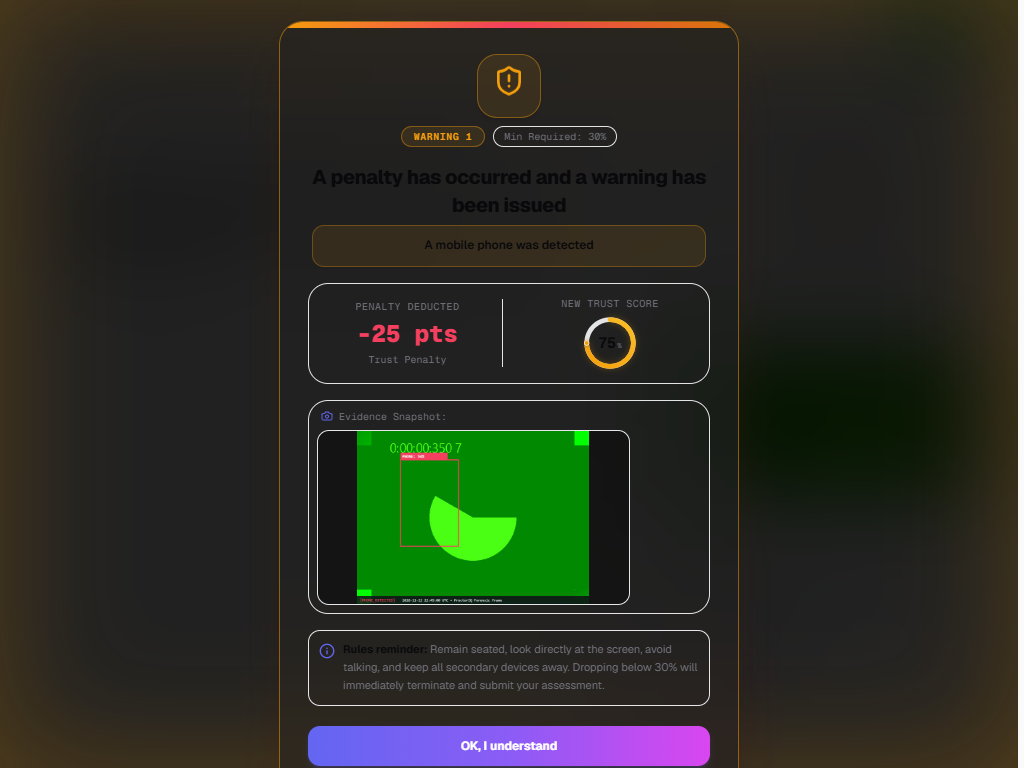 WARNING 1
Min Required: 30%
A penalty has occurred and a warning has
been issued
A mobile phone was detected
PENALTY DEDUCTED
-25 pts
Trust Penalty
NEW TRUST SCORE
75%
Evidence Snapshot:
0:00:00:350 7
Rules reminder: Remain seated, look directly at the screen, avoid
talking, and keep all secondary devices away. Dropping below 30% will
immediately terminate and submit your assessment.
OK, I understand